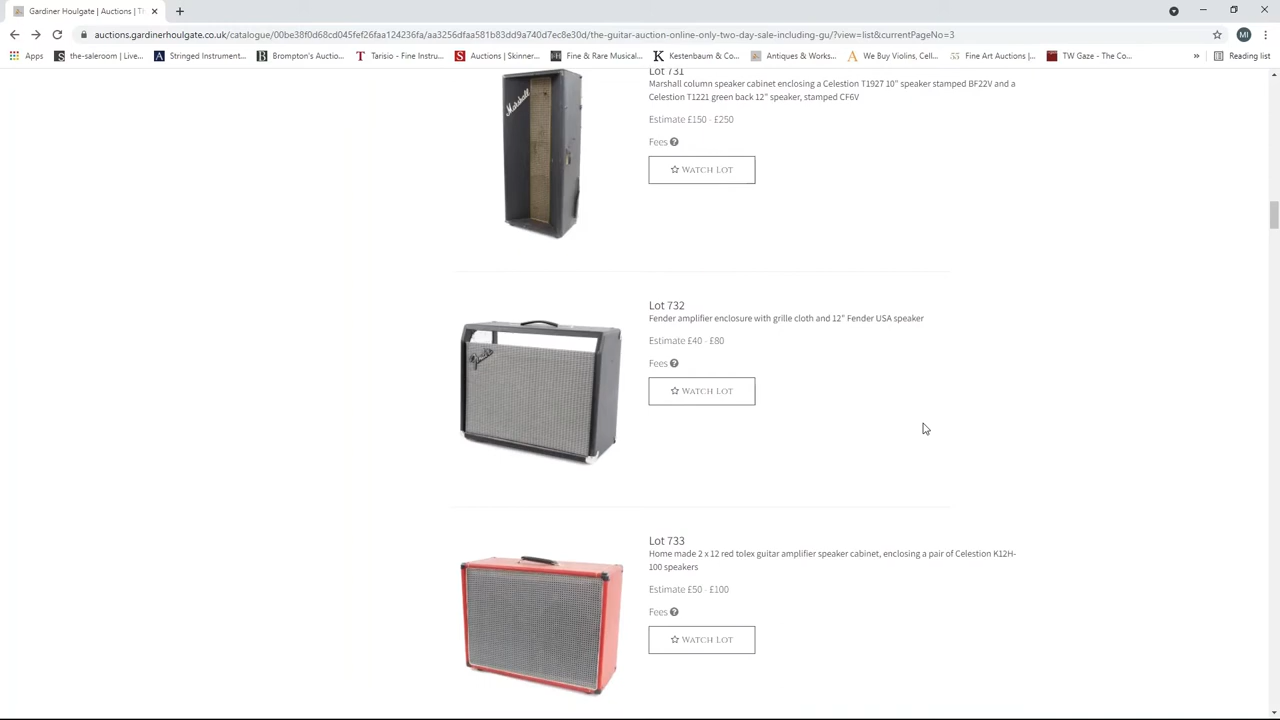 Gardiner Houlgate | Auctions | Th
MI
auctions.gardinerhoulgate.co.uk/catalogue/00be38f0d68cd045fef26faa124236fa/aa3256dfaa581b83dd9a740d7ec8e30d/the-guitar-auction-online-only-two-day-sale-including-gu/?view=list&currentPageNo=3
Apps the-saleroom | Live... Stringed Instrument... Brompton's Auction... Tarisio - Fine Instru... Auctions | Skinner... Fine & Rare Musical... Kestenbaum & Co... Antiques & Works... We Buy Violins, Cell... Fine Art Auctions |... TW Gaze - The Co... » Reading list
Lot 731
Marshall column speaker cabinet enclosing a Celestion T1927 10" speaker stamped BF22V and a
Celestion T1221 green back 12" speaker, stamped CF6V
Estimate £150 - £250
Fees ?
WATCH LOT
Marshall
Lot 732
Fender amplifier enclosure with grille cloth and 12" Fender USA speaker
Estimate £40 - £80
Fees ?
WATCH LOT
Fender
Lot 733
Home made 2 x 12 red tolex guitar amplifier speaker cabinet, enclosing a pair of Celestion K12H-
100 speakers
Estimate £50 - £100
Fees ?
WATCH LOT